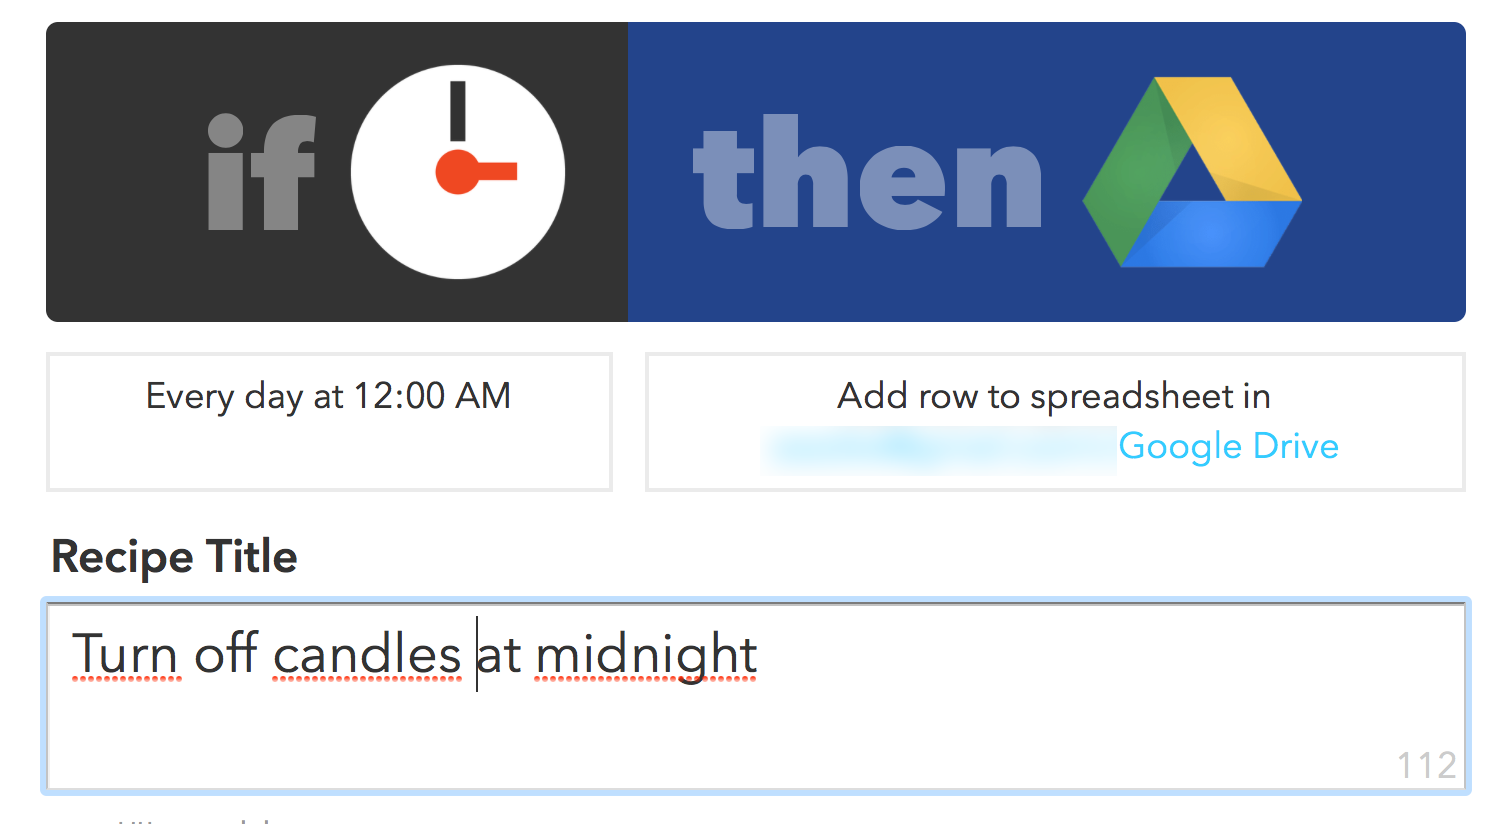 if then
Every day at 12:00 AM
Add row to spreadsheet in
Google Drive
Recipe Title
Turn off candles at midnight
112